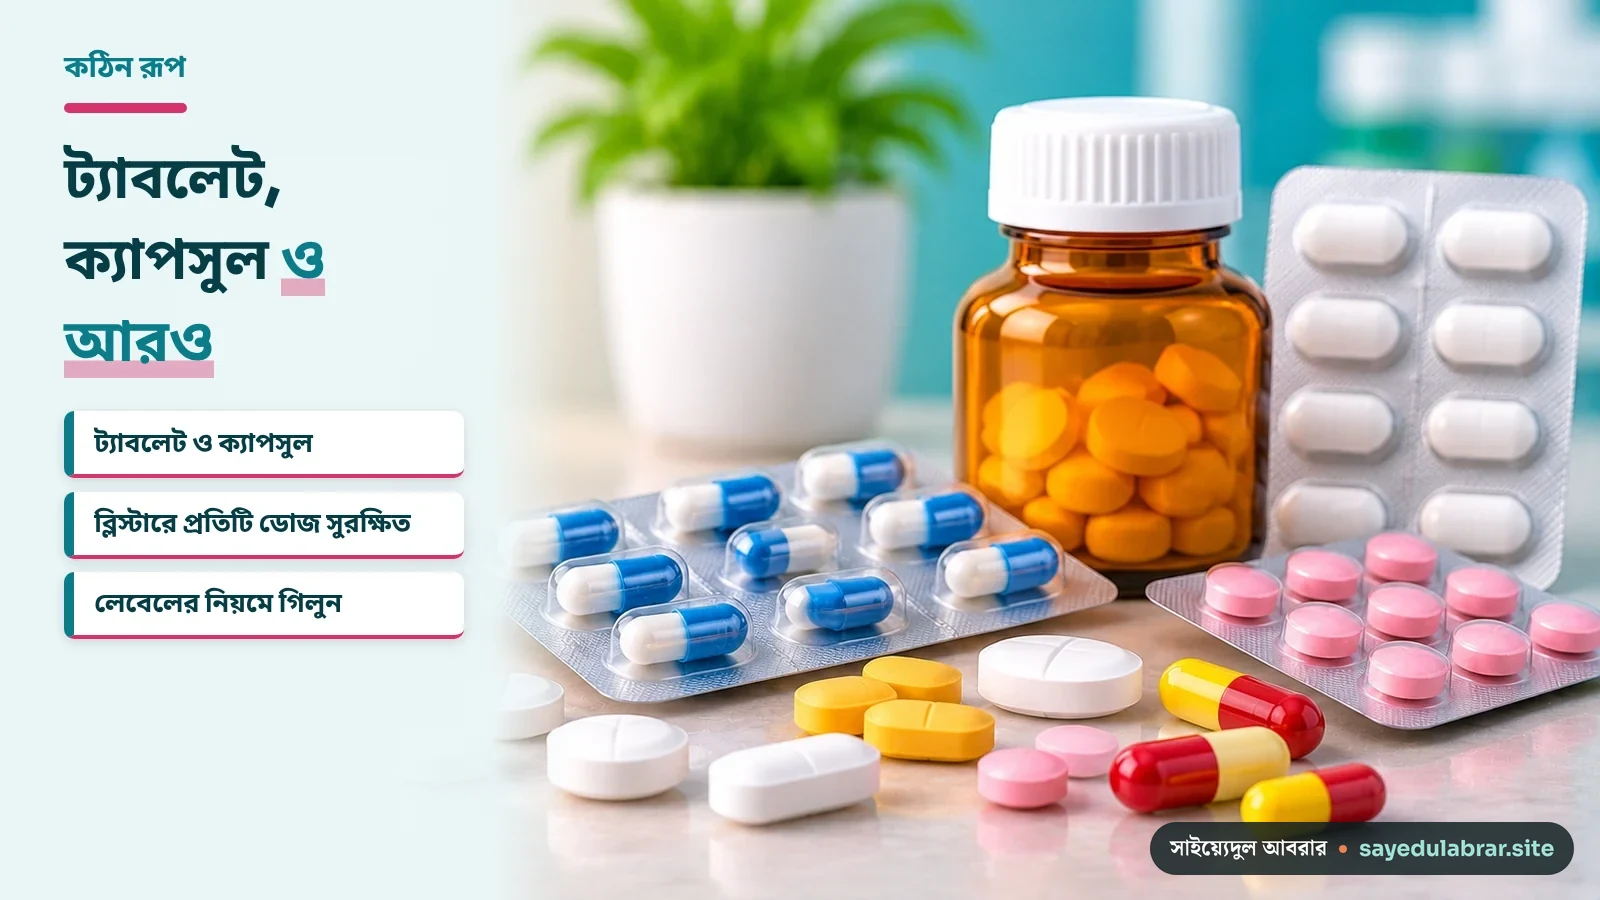 কঠিন রূপ
ট্যাবলেট,
ক্যাপসুল ও
আরও
ট্যাবলেট ও ক্যাপসুল
ব্লিস্টারে প্রতিটি ডোজ সুরক্ষিত
লেবেলের নিয়মে গিলুন
সাইয়্যেদুল আবরার • sayedulabrar.site